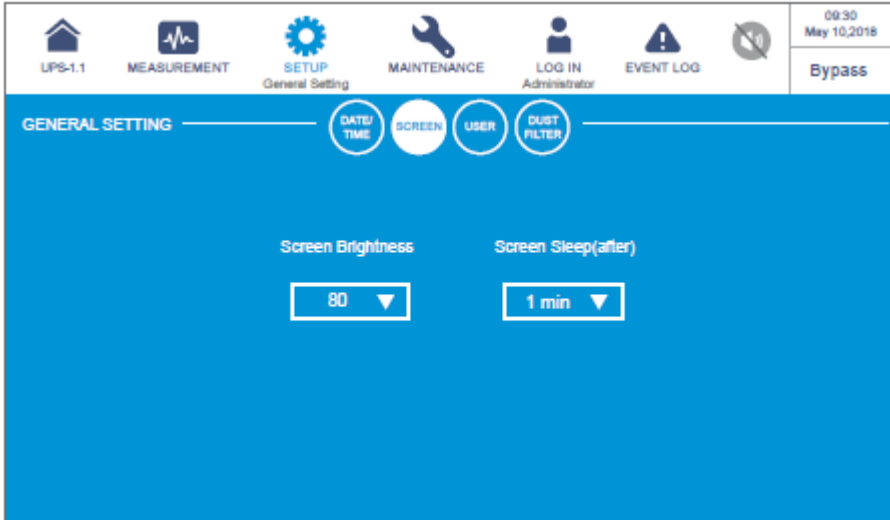 UPS-1.1
MEASUREMENT
SETUP
General Setting
MAINTENANCE
LOG IN
Administrator
EVENT LOG
09:30
May 10,2018
Bypass
GENERAL SETTING
DATE/
TIME
SCREEN
USER
DUST
FILTER
Screen Brightness
Screen Sleep(after)
80
1 min